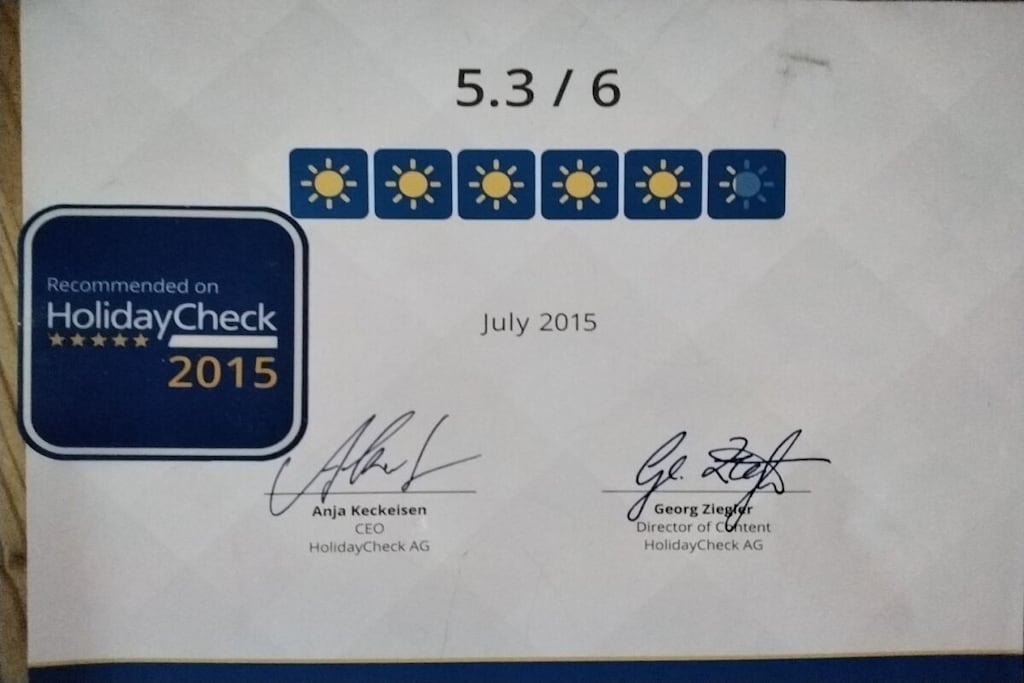 5.3 / 6
Recommended on
HolidayCheck
2015
July 2015
Anja Keckeisen
CEO
HolidayCheck AG
Georg Ziegler
Director of Content
HolidayCheck AG